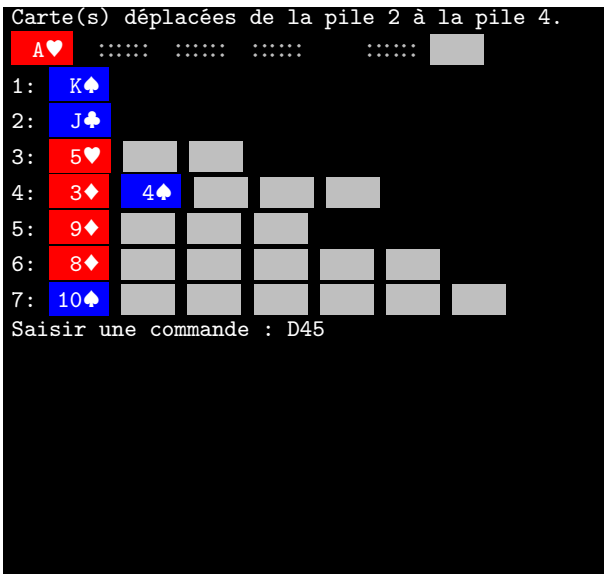 Carte(s) déplacées de la pile 2 à la pile 4.
A♥ :::::: :::::: :::::: ::::::
1: K♠
2: J♣
3: 5♥
4: 3♦ 4♠
5: 9♦
6: 8♦
7: 10♠
Saisir une commande : D45